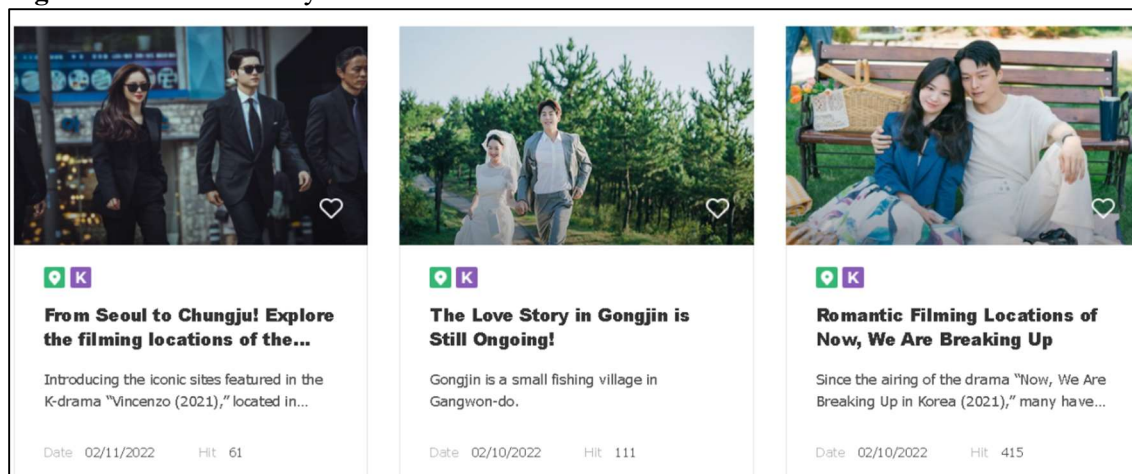 K
From Seoul to Chungju! Explore
the filming locations of the...
Introducing the iconic sites featured in the
K-drama “Vincenzo (2021),” located in...
Date 02/11/2022 Hit 61
K
The Love Story in Gongjin is
Still Ongoing!
Gongjin is a small fishing village in
Gangwon-do.
Date 02/10/2022 Hit 111
K
Romantic Filming Locations of
Now, We Are Breaking Up
Since the airing of the drama “Now, We Are
Breaking Up in Korea (2021),” many have...
Date 02/10/2022 Hit 415